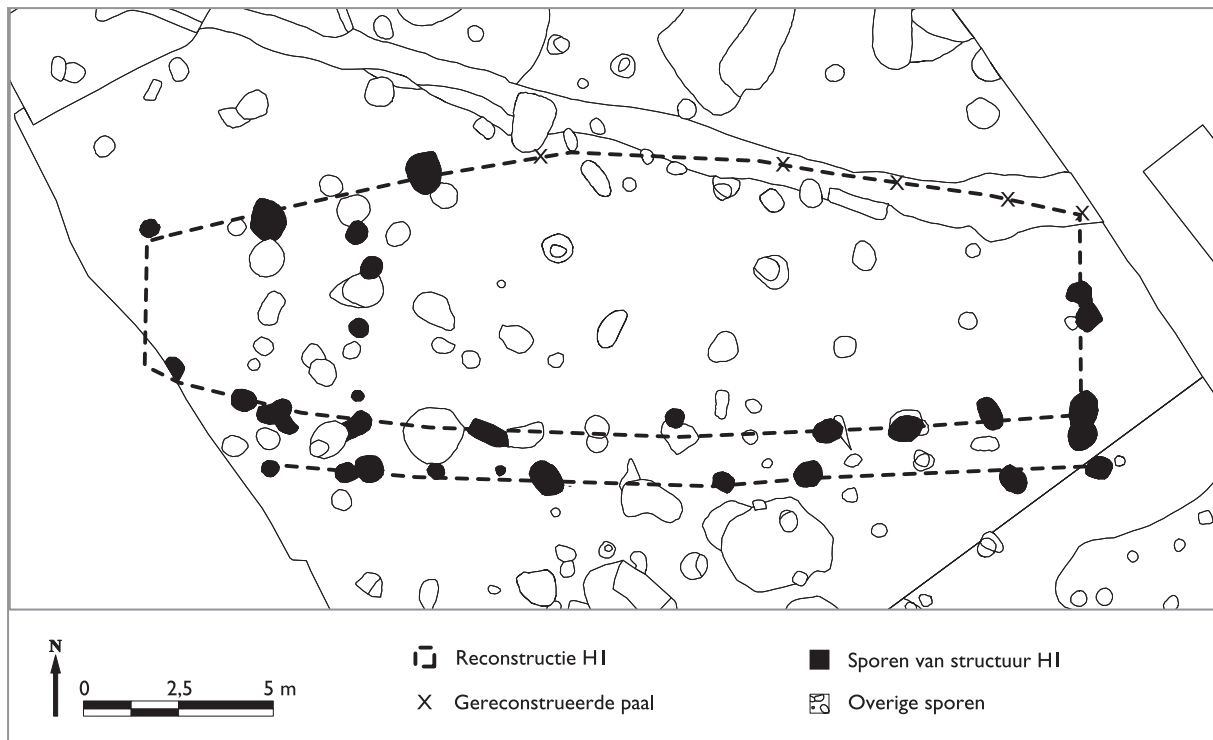 N
0 2,5 5 m
Reconstructie H1
Gereconstrueerde paal
Sporen van structuur H1
Overige sporen